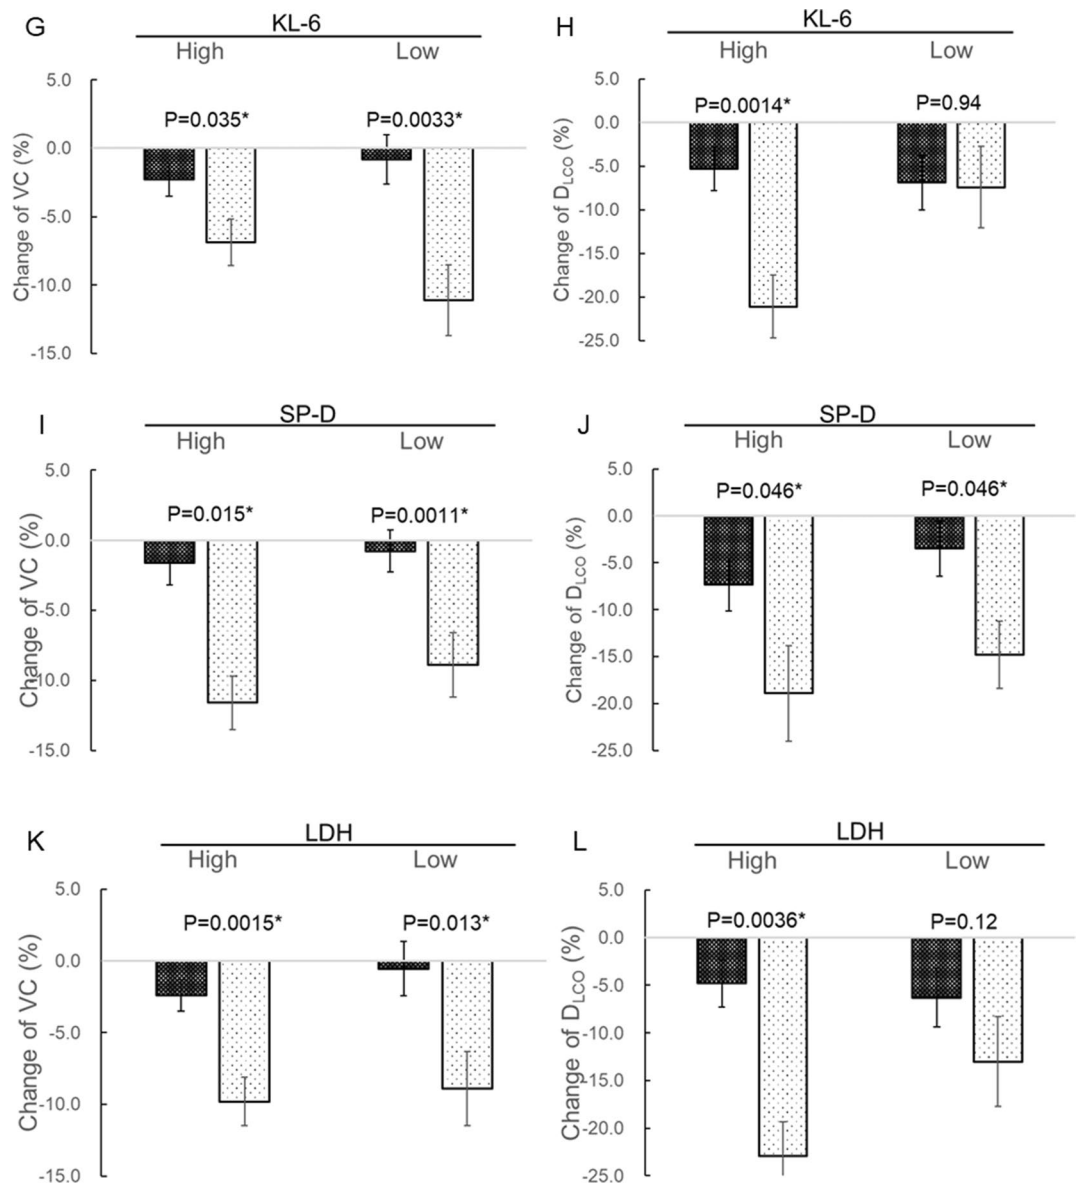 G
KL-6
High Low
5.0
0.0
-5.0
-10.0
-15.0
Change of VC (%)
P=0.035*
P=0.0033*
H
KL-6
High Low
5.0
0.0
-5.0
-10.0
-15.0
-20.0
-25.0
Change of DLCO (%)
P=0.0014*
P=0.94
I
SP-D
High Low
5.0
0.0
-5.0
-10.0
-15.0
Change of VC (%)
P=0.015*
P=0.0011*
J
SP-D
High Low
5.0
0.0
-5.0
-10.0
-15.0
-20.0
-25.0
Change of DLCO (%)
P=0.046*
P=0.046*
K
LDH
High Low
5.0
0.0
-5.0
-10.0
-15.0
Change of VC (%)
P=0.0015*
P=0.013*
L
LDH
High Low
5.0
0.0
-5.0
-10.0
-15.0
-20.0
-25.0
Change of DLCO (%)
P=0.0036*
P=0.12